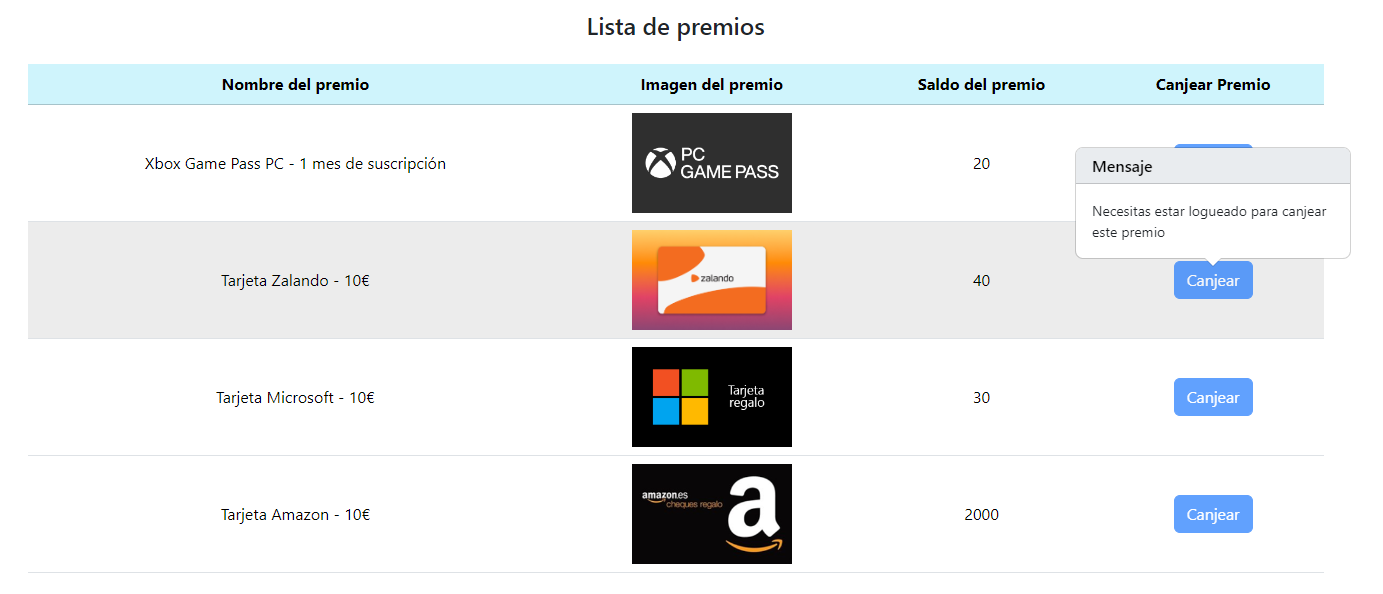 Lista de premios
Nombre del premio Imagen del premio Saldo del premio Canjear Premio
Xbox Game Pass PC - 1 mes de suscripción
PC
GAME PASS
20
Mensaje
Necesitas estar logueado para canjear
este premio
Tarjeta Zalando - 10€
zalando
40
Canjear
Tarjeta Microsoft - 10€
Tarjeta
regalo
30
Canjear
Tarjeta Amazon - 10€
amazon.es
cheques regalo
a
2000
Canjear